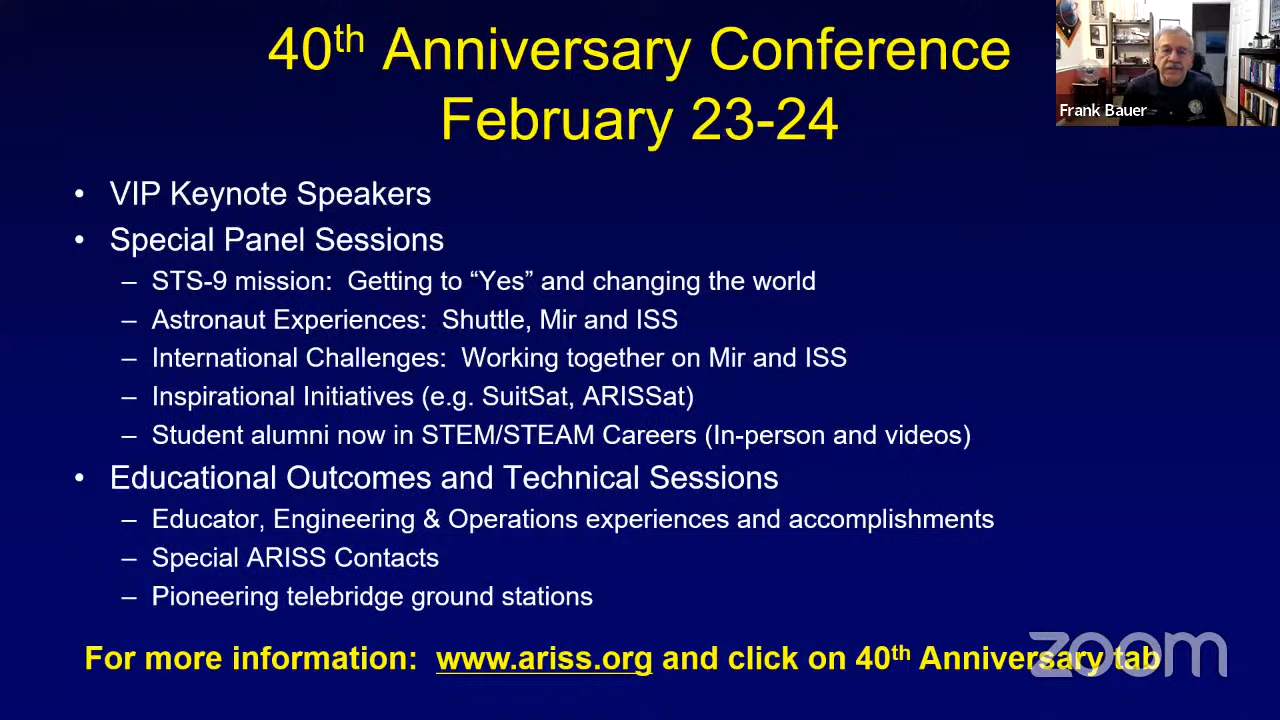 40th Anniversary Conference
February 23-24
Frank Bauer
• VIP Keynote Speakers
• Special Panel Sessions
– STS-9 mission:  Getting to “Yes” and changing the world
– Astronaut Experiences:  Shuttle, Mir and ISS
– International Challenges:  Working together on Mir and ISS
– Inspirational Initiatives (e.g. SuitSat, ARISSat)
– Student alumni now in STEM/STEAM Careers (In-person and videos)
• Educational Outcomes and Technical Sessions
– Educator, Engineering & Operations experiences and accomplishments
– Special ARISS Contacts
– Pioneering telebridge ground stations
For more information:  www.ariss.org and click on 40th Anniversary tab
zoom